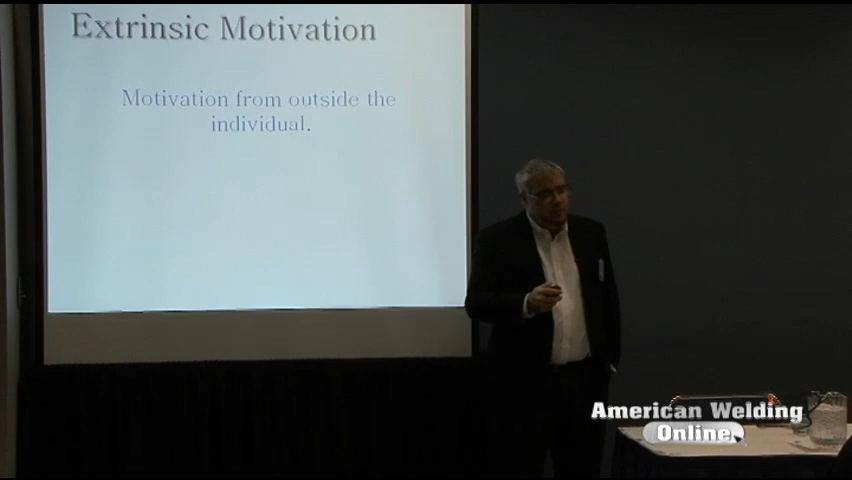 Extrinsic Motivation
Motivation from outside the
individual.
American Welding
Online